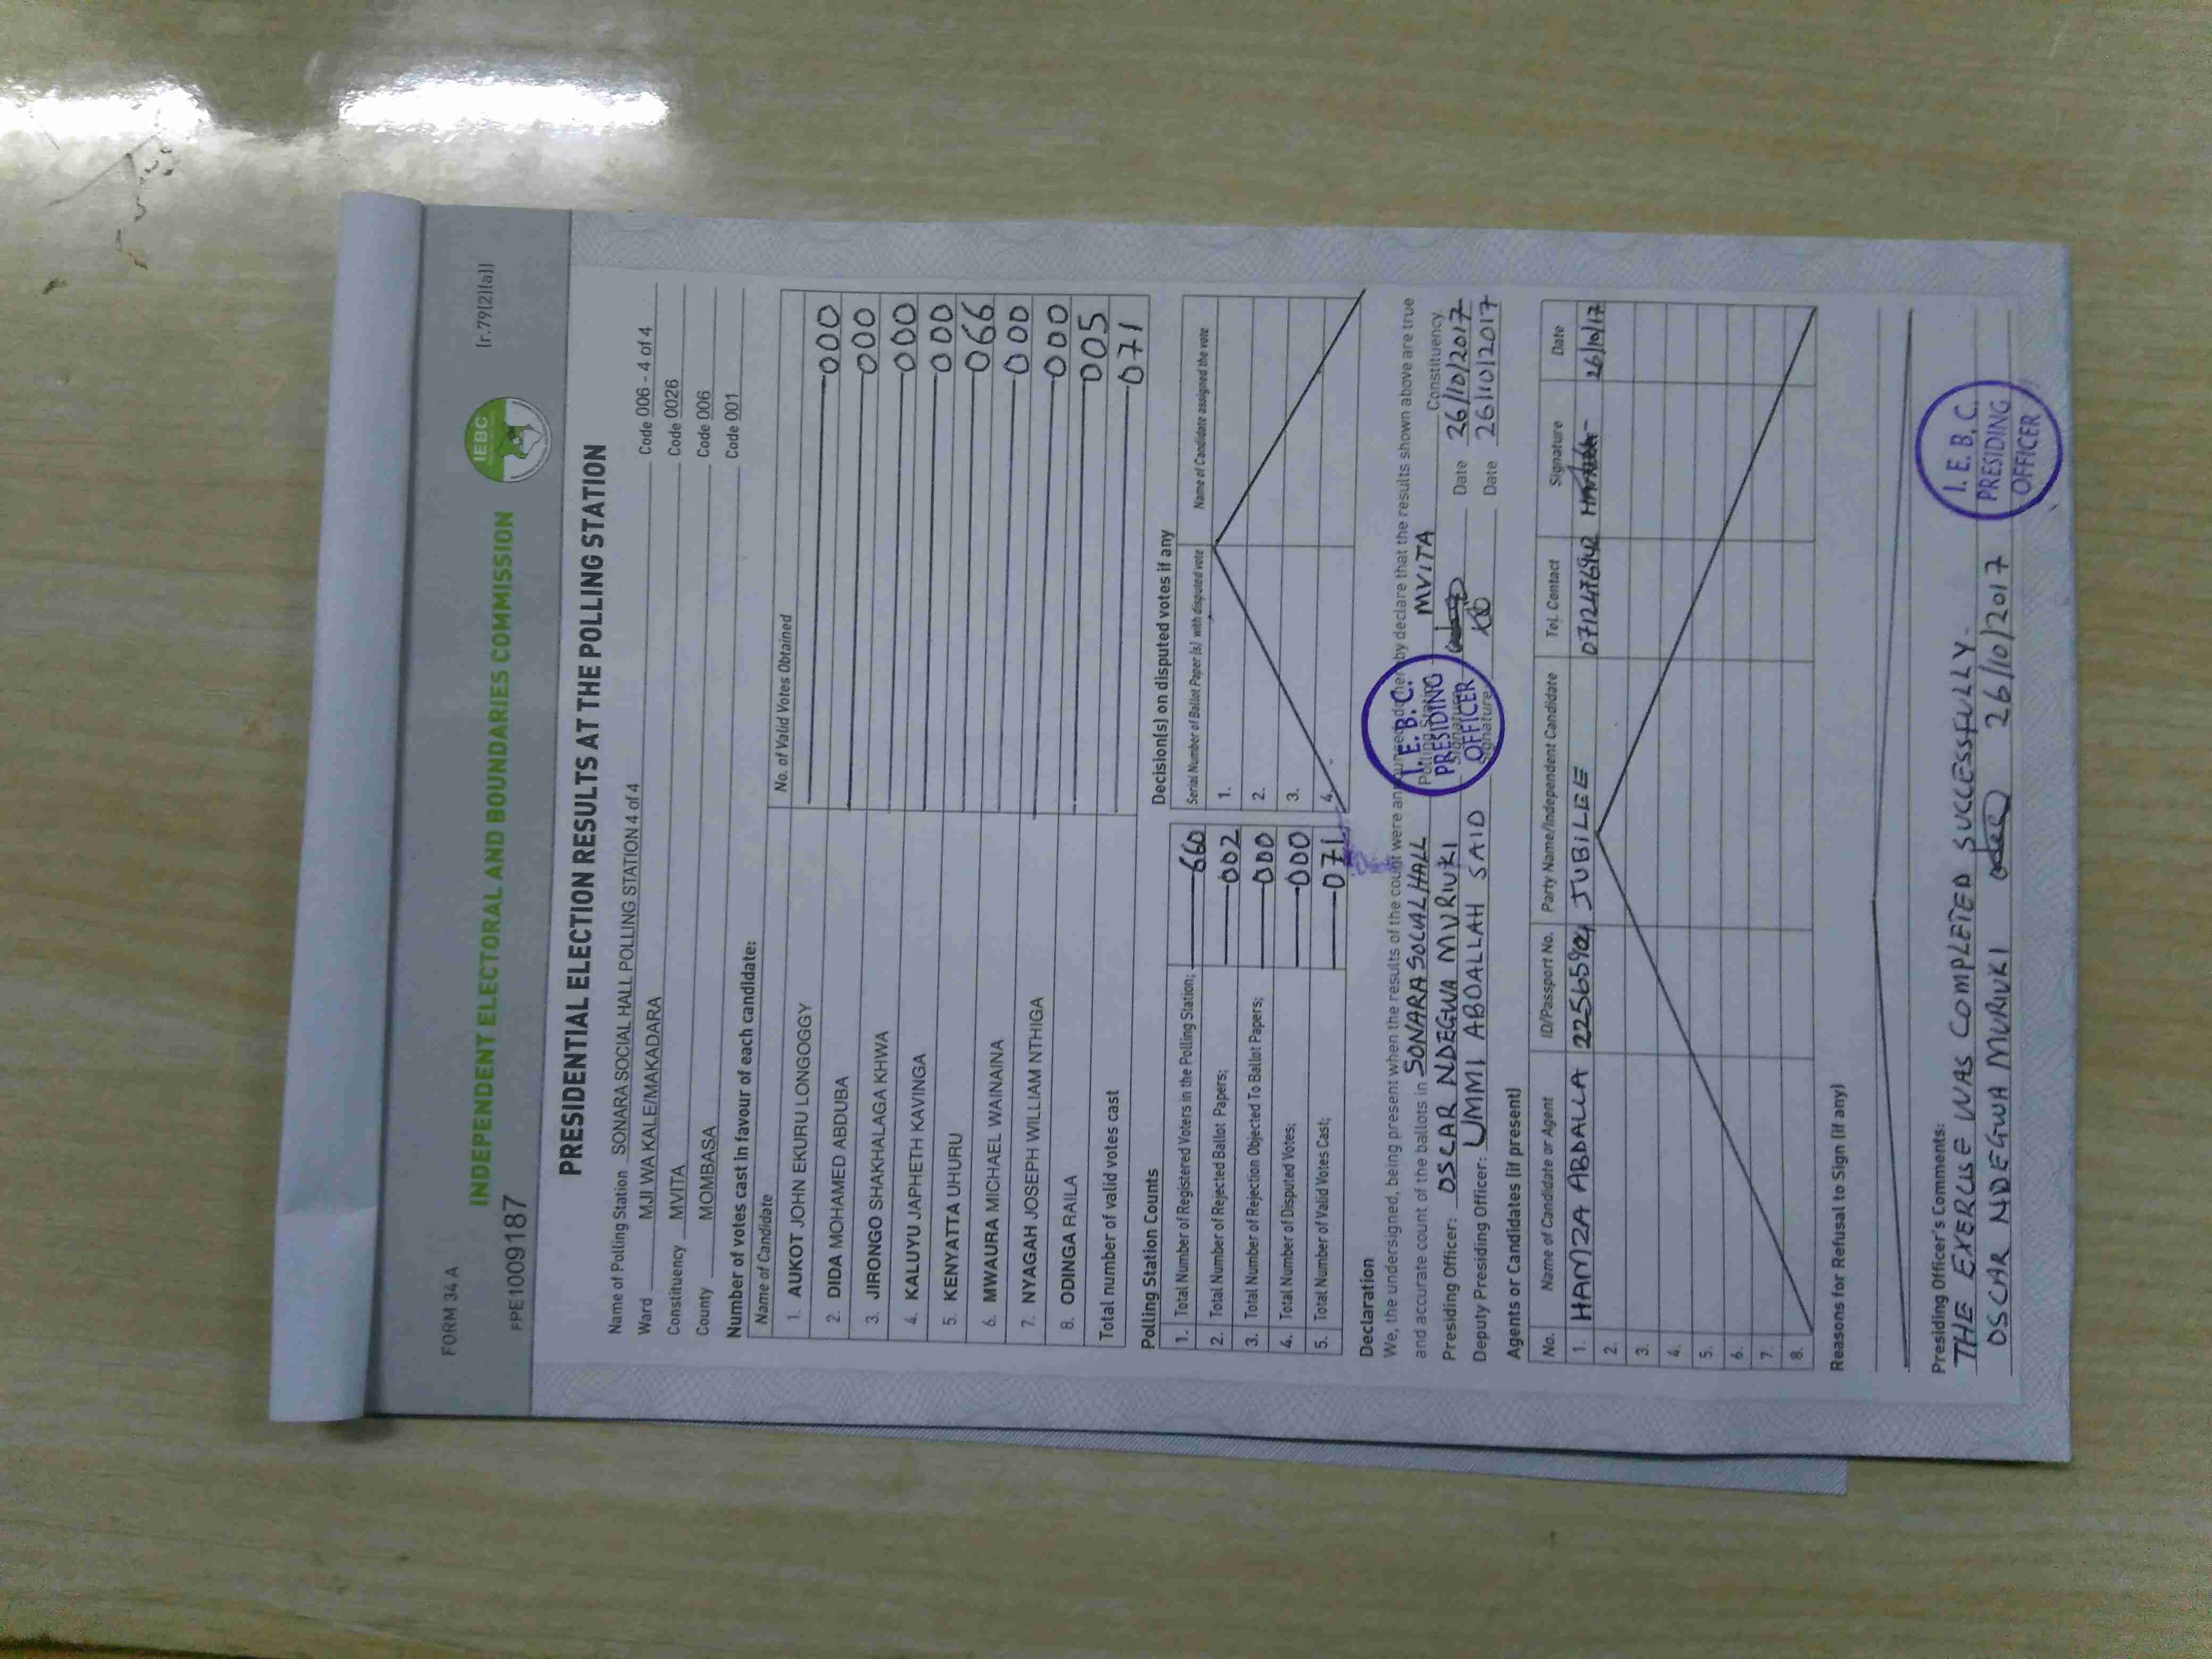 FORM 34 A
(r.79(2)(a))
INDEPENDENT ELECTORAL AND BOUNDARIES COMMISSION
IEBC
FPE1009187
PRESIDENTIAL ELECTION RESULTS AT THE POLLING STATION
Name of Polling Station SONARA SOCIAL HALL POLLING STATION 4 of 4 Code 006 - 4 of 4
Ward MJI WA KALE/MAKADARA Code 0026
Constituency MVITA Code 006
County MOMBASA Code 001
Number of votes cast in favour of each candidate:
Name of Candidate No. of Valid Votes Obtained
1. AUKOT JOHN EKURU LONGOGGY 000
2. DIDA MOHAMED ABDUBA 000
3. JIRONGO SHAKHALAGA KHWA 000
4. KALUYU JAPHETH KAVINGA 000
5. KENYATTA UHURU 066
6. MWAURA MICHAEL WAINAINA 000
7. NYAGAH JOSEPH WILLIAM NTHIGA 000
8. ODINGA RAILA 005
Total number of valid votes cast 071
Polling Station Counts
1. Total Number of Registered Voters in the Polling Station; 660
2. Total Number of Rejected Ballot Papers; 002
3. Total Number of Rejection Objected To Ballot Papers; 000
4. Total Number of Disputed Votes; 000
5. Total Number of Valid Votes Cast; 071
Decision(s) on disputed votes if any
Serial Number of Ballot Paper (s) with disputed vote Name of Candidate assigned the vote
1.
2.
3.
4.
Declaration
We, the undersigned, being present when the results of the count were announced, hereby declare that the results shown above are true
and accurate count of the ballots in SONARA SOCIAL HALL Polling Station MVITA Constituency
Presiding Officer: OSCAR NDEGWA MURIUKI Signature Date 26/10/2017
Deputy Presiding Officer: UMMI ABDALLAH SAID Signature Date 26/10/2017
I. E. B. C.
PRESIDING
OFFICER
Agents or Candidates (if present)
No. Name of Candidate or Agent ID/Passport No. Party Name/Independent Candidate Tel. Contact Signature Date
1. HAMZA ABDALLA 22565904 JUBILEE 26/10/17
2.
3.
4.
5.
6.
7.
8.
Reasons for Refusal to Sign (if any)
Presiding Officer's Comments:
THE EXERCISE WAS COMPLETED SUCCESSFULLY.
OSCAR NDEGWA MURIUKI 26/10/2017
I. E. B. C.
PRESIDING
OFFICER